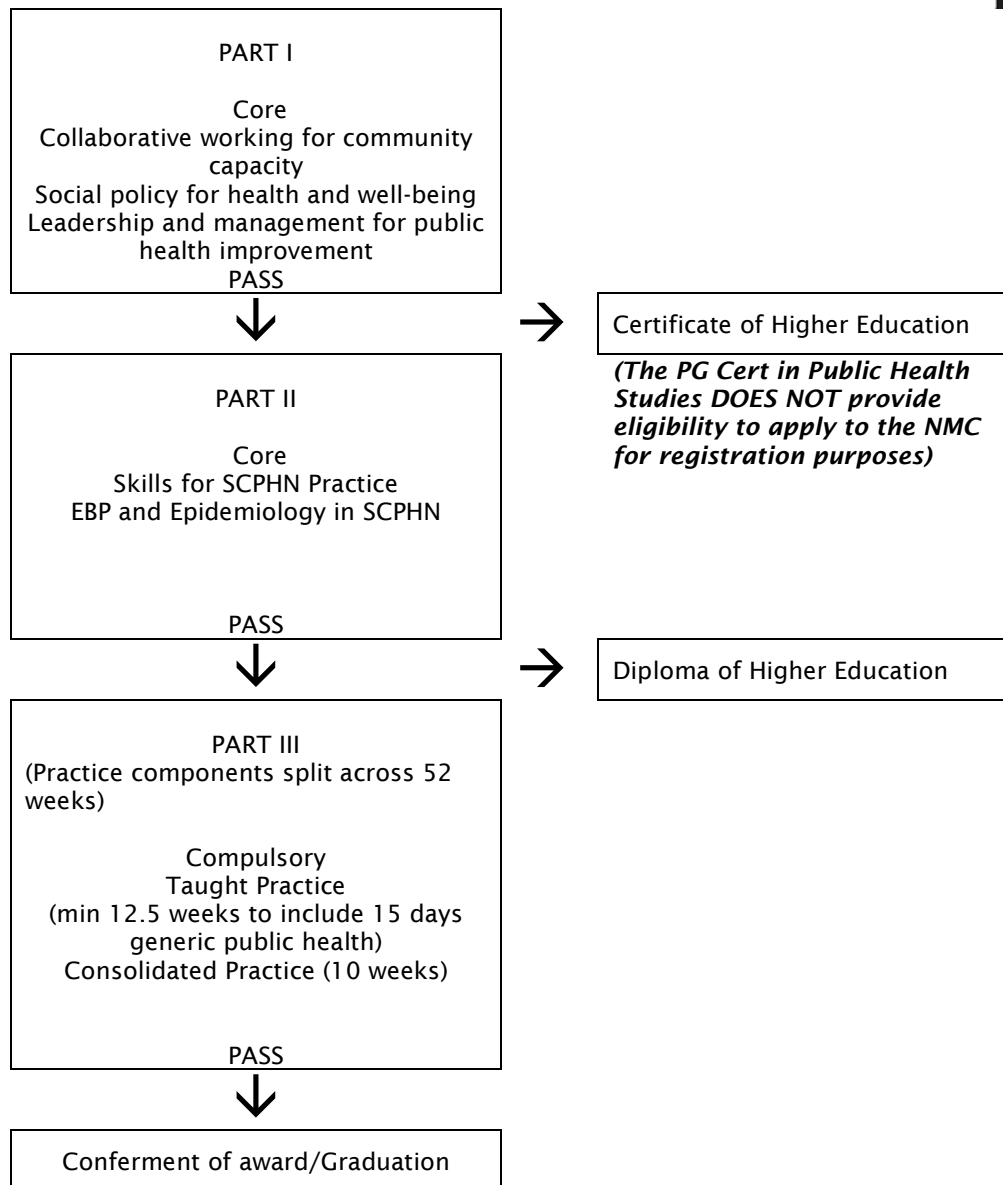 PART I
Core
Collaborative working for community
capacity
Social policy for health and well-being
Leadership and management for public
health improvement
PASS
Certificate of Higher Education
(The PG Cert in Public Health
Studies DOES NOT provide
eligibility to apply to the NMC
for registration purposes)
PART II
Core
Skills for SCPHN Practice
EBP and Epidemiology in SCPHN
PASS
Diploma of Higher Education
PART III
(Practice components split across 52
weeks)
Compulsory
Taught Practice
(min 12.5 weeks to include 15 days
generic public health)
Consolidated Practice (10 weeks)
PASS
Conferment of award/Graduation